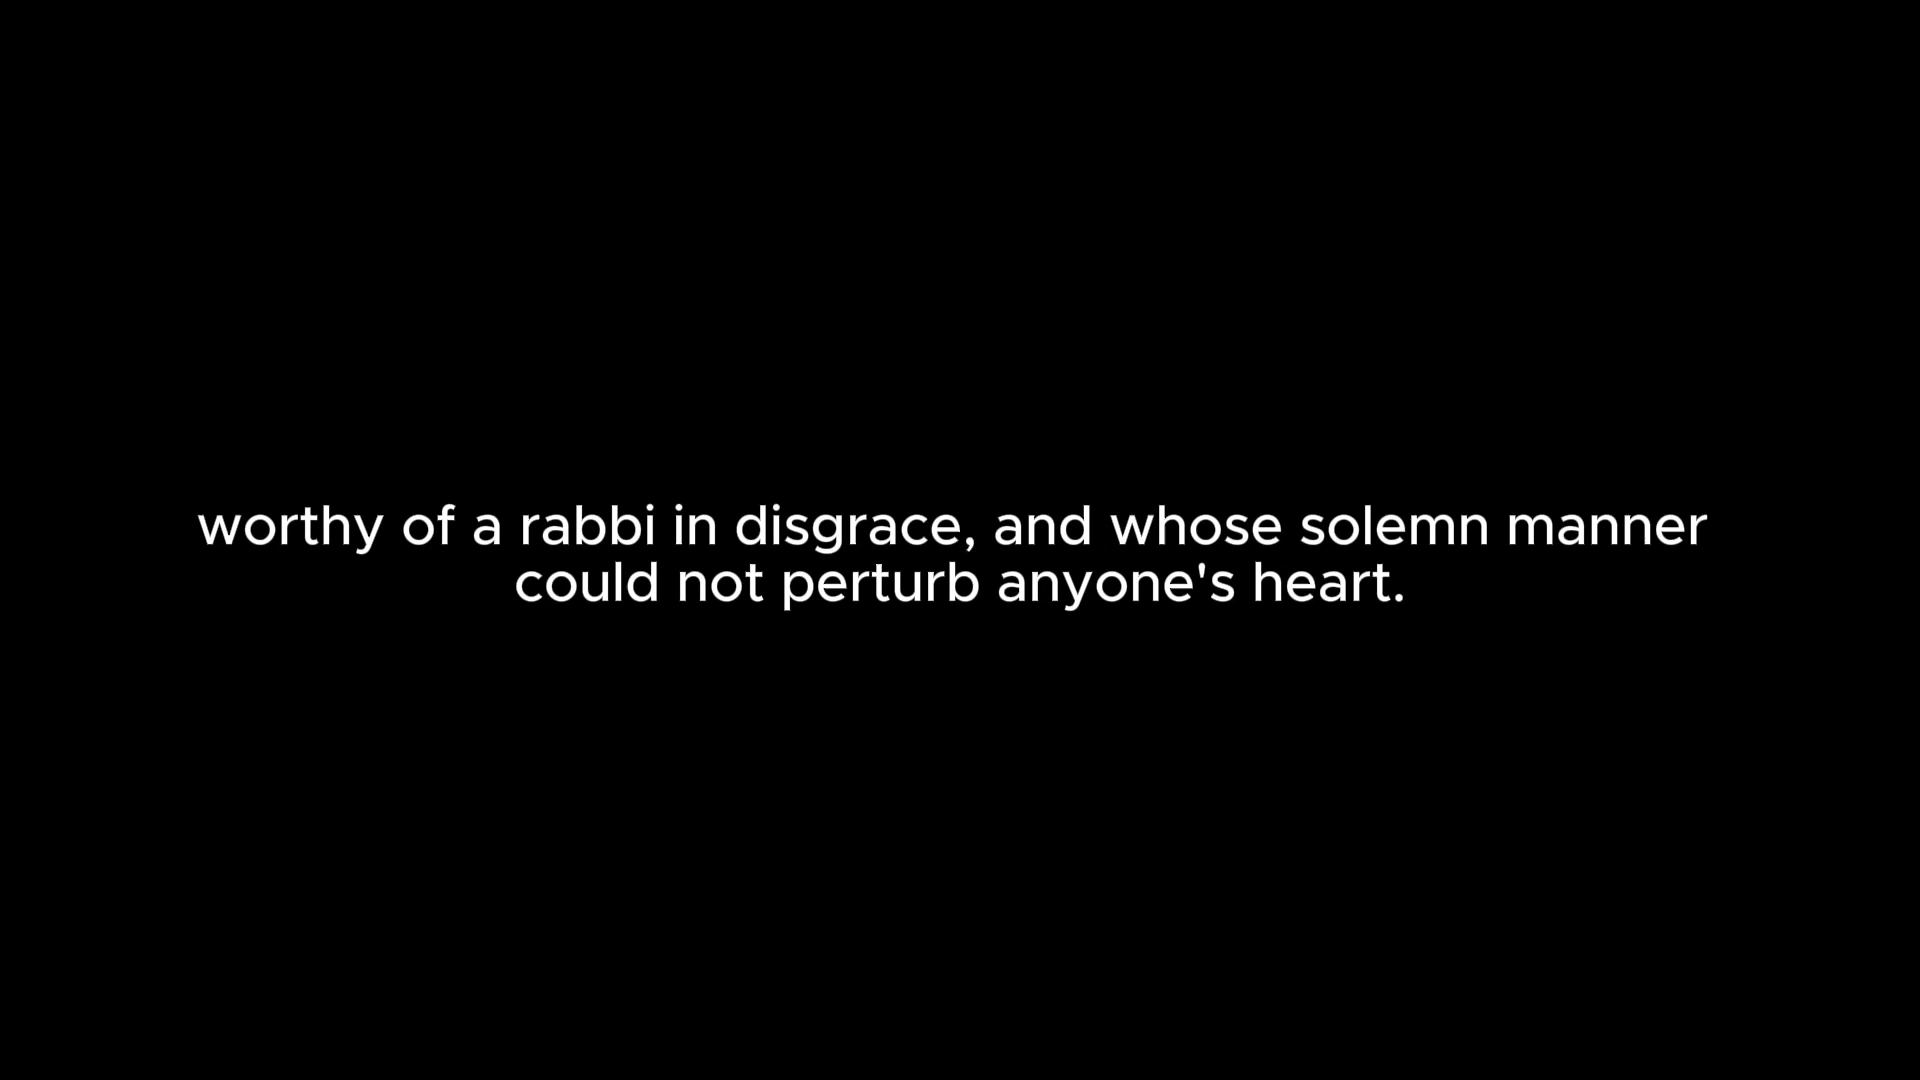 worthy of a rabbi in disgrace, and whose solemn manner
could not perturb anyone's heart.